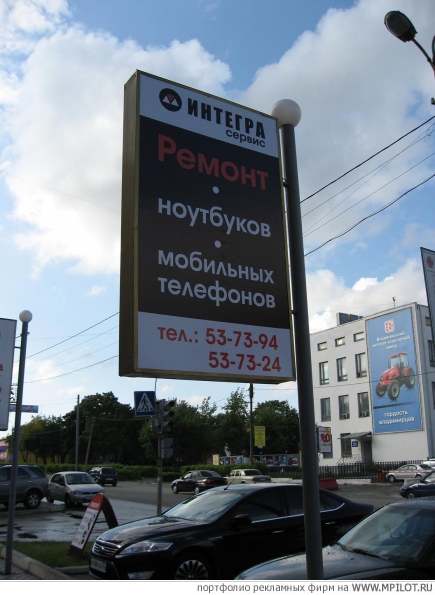 ИНТЕГРА
сервис
Ремонт
•
ноутбуков
•
мобильных
телефонов
тел.: 53-73-94
53-73-24
гордость
владимирцев
портфолио рекламных фирм на WWW.MPILOT.RU